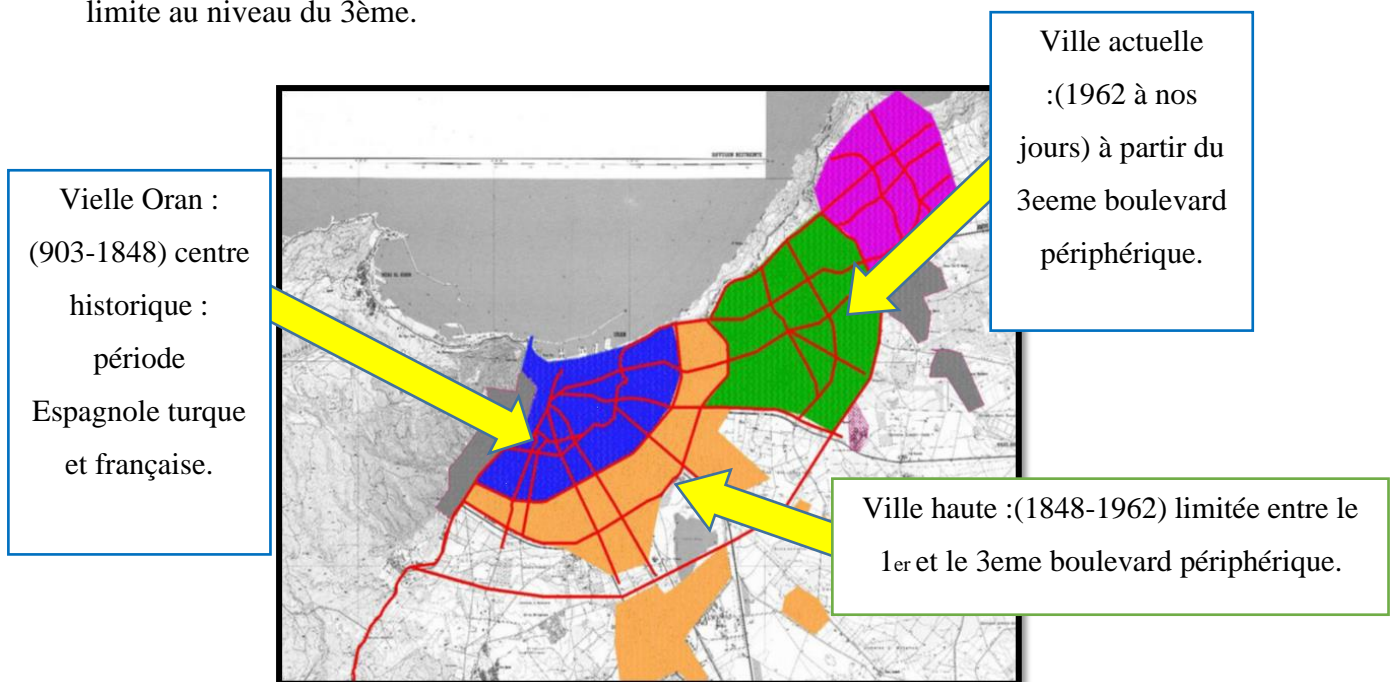 limite au niveau du 3ème.
Ville actuelle
:(1962 à nos
jours) à partir du
3eeme boulevard
périphérique.
Vielle Oran :
(903-1848) centre
historique :
période
Espagnole turque
et française.
Ville haute :(1848-1962) limitée entre le
1er et le 3eme boulevard périphérique.
ORAN